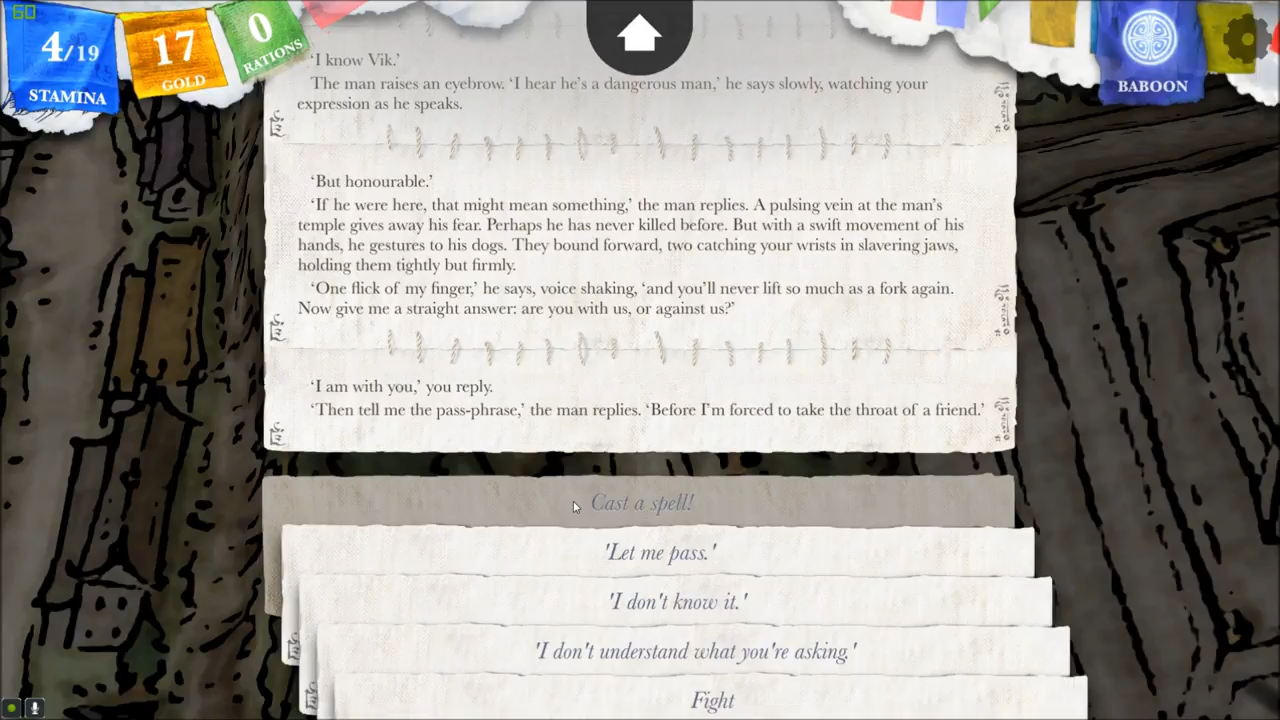 60
4/19
STAMINA
17
GOLD
0
RATIONS
BABOON
‘I know Vik.’
The man raises an eyebrow. ‘I hear he’s a dangerous man,’ he says slowly, watching your
expression as he speaks.
‘But honourable.’
‘If he were here, that might mean something,’ the man replies. A pulsing vein at the man’s
temple gives away his fear. Perhaps he has never killed before. But with a swift movement of his
hands, he gestures to his dogs. They bound forward, two catching your wrists in slavering jaws,
holding them tightly but firmly.
‘One flick of my finger,’ he says, voice shaking, ‘and you’ll never lift so much as a fork again.
Now give me a straight answer: are you with us, or against us?’
‘I am with you,’ you reply.
‘Then tell me the pass-phrase,’ the man replies. ‘Before I’m forced to take the throat of a friend.’
Cast a spell!
'Let me pass.'
'I don't know it.'
'I don't understand what you're asking.'
Fight